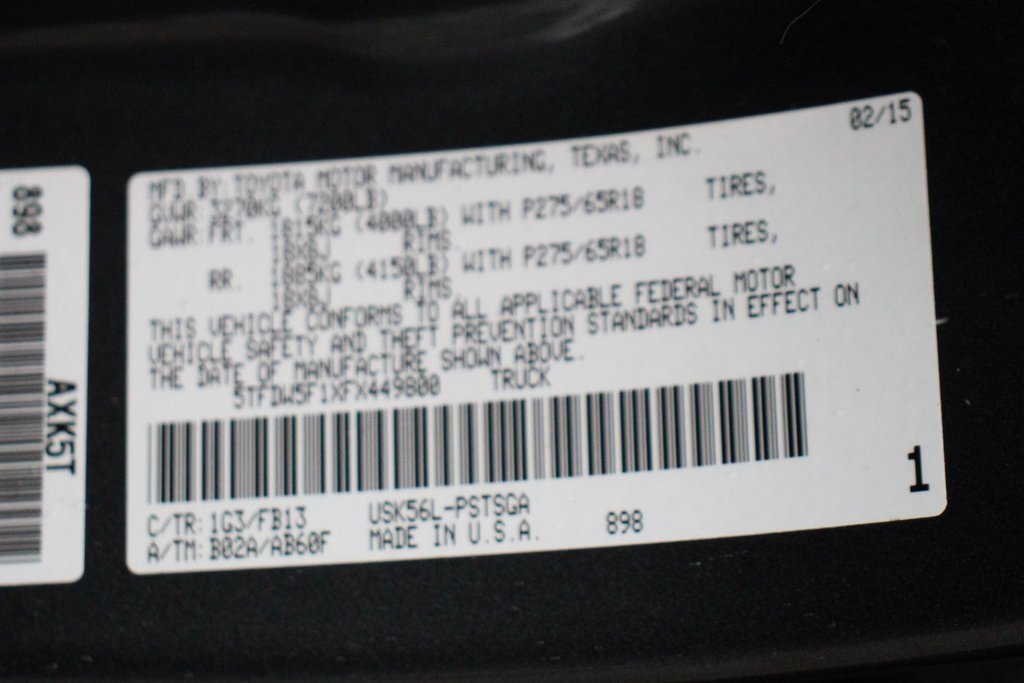 898
AXK5T
02/15
MFD BY: TOYOTA MOTOR MANUFACTURING, TEXAS, INC.
GVWR: 3270KG (7200LB)
GAWR: FRT. 1815KG (4000LB) WITH P275/65R18 TIRES,
18X8J RIMS
RR. 1885KG (4150LB) WITH P275/65R18 TIRES,
18X8J RIMS
THIS VEHICLE CONFORMS TO ALL APPLICABLE FEDERAL MOTOR
VEHICLE SAFETY AND THEFT PREVENTION STANDARDS IN EFFECT ON
THE DATE OF MANUFACTURE SHOWN ABOVE.
5TFDW5F1XFX449800 TRUCK
C/TR: 1G3/FB13 USK56L-PSTSGA
A/TM: B02A/AB60F MADE IN U.S.A. 898
1